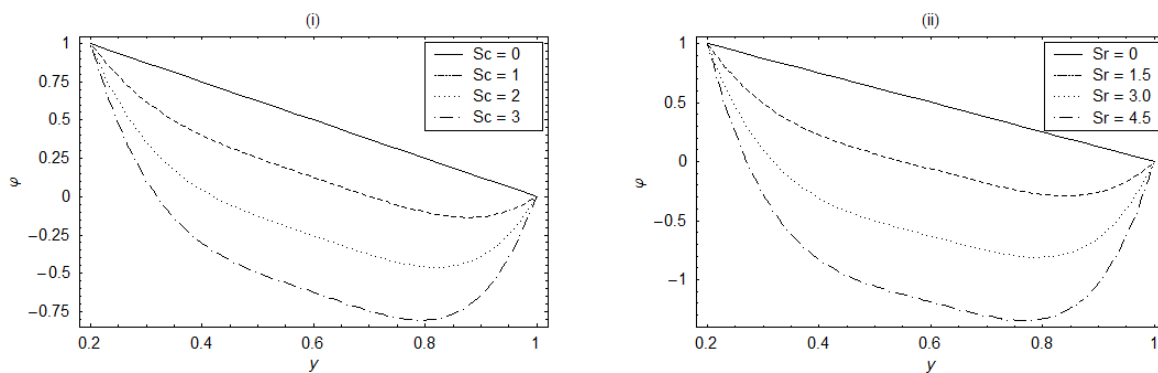 (i)
1
0.75
0.5
0.25
0
−0.25
−0.5
−0.75
φ
0.2
0.4
0.6
0.8
1
y
Sc = 0
Sc = 1
Sc = 2
Sc = 3
(ii)
1
0.5
0
−0.5
−1
φ
0.2
0.4
0.6
0.8
1
y
Sr = 0
Sr = 1.5
Sr = 3.0
Sr = 4.5